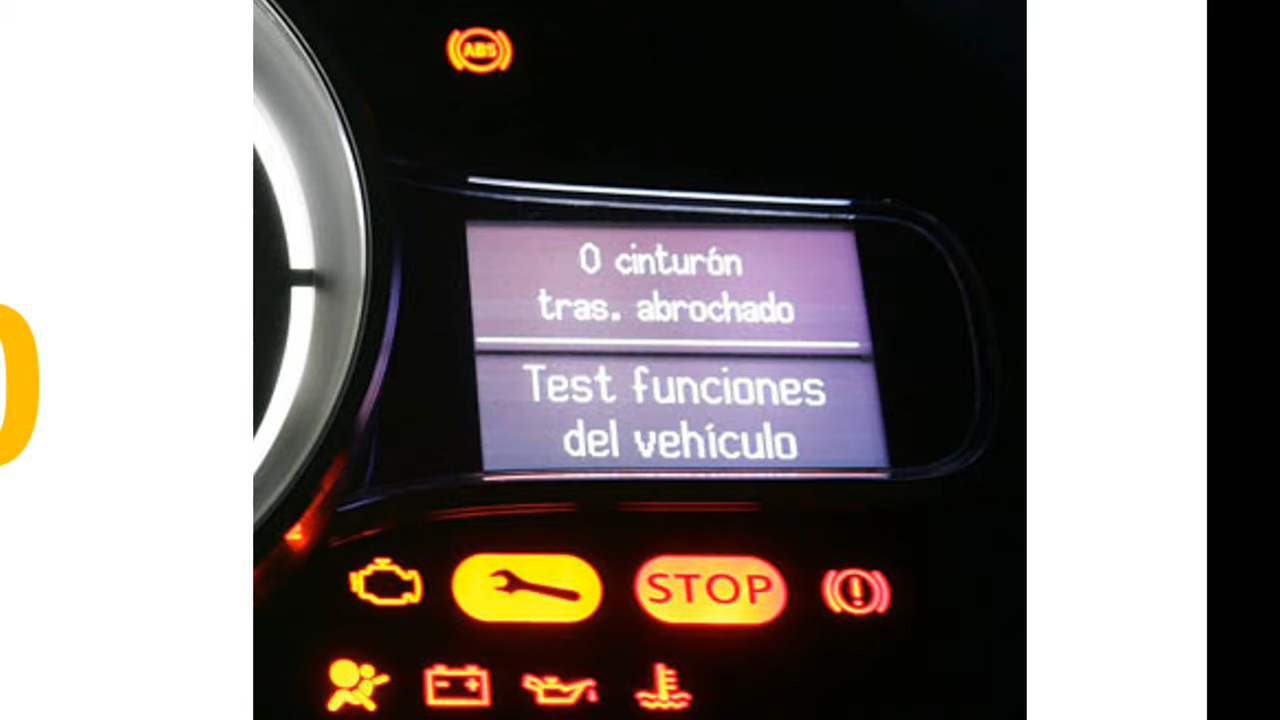 ABS
0 cinturón
tras. abrochado
Test funciones
del vehículo
STOP